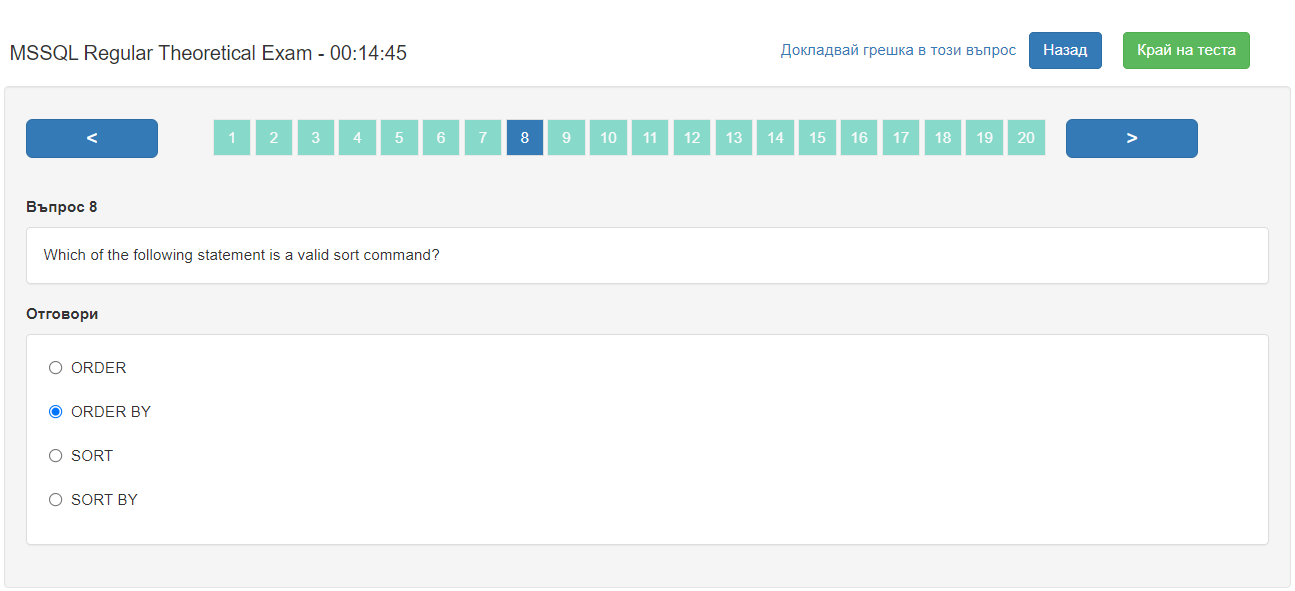 MSSQL Regular Theoretical Exam - 00:14:45 Докладвай грешка в този въпрос Назад Край на теста
< 1 2 3 4 5 6 7 8 9 10 11 12 13 14 15 16 17 18 19 20 >
Въпрос 8
Which of the following statement is a valid sort command?
Отговори
ORDER
ORDER BY
SORT
SORT BY